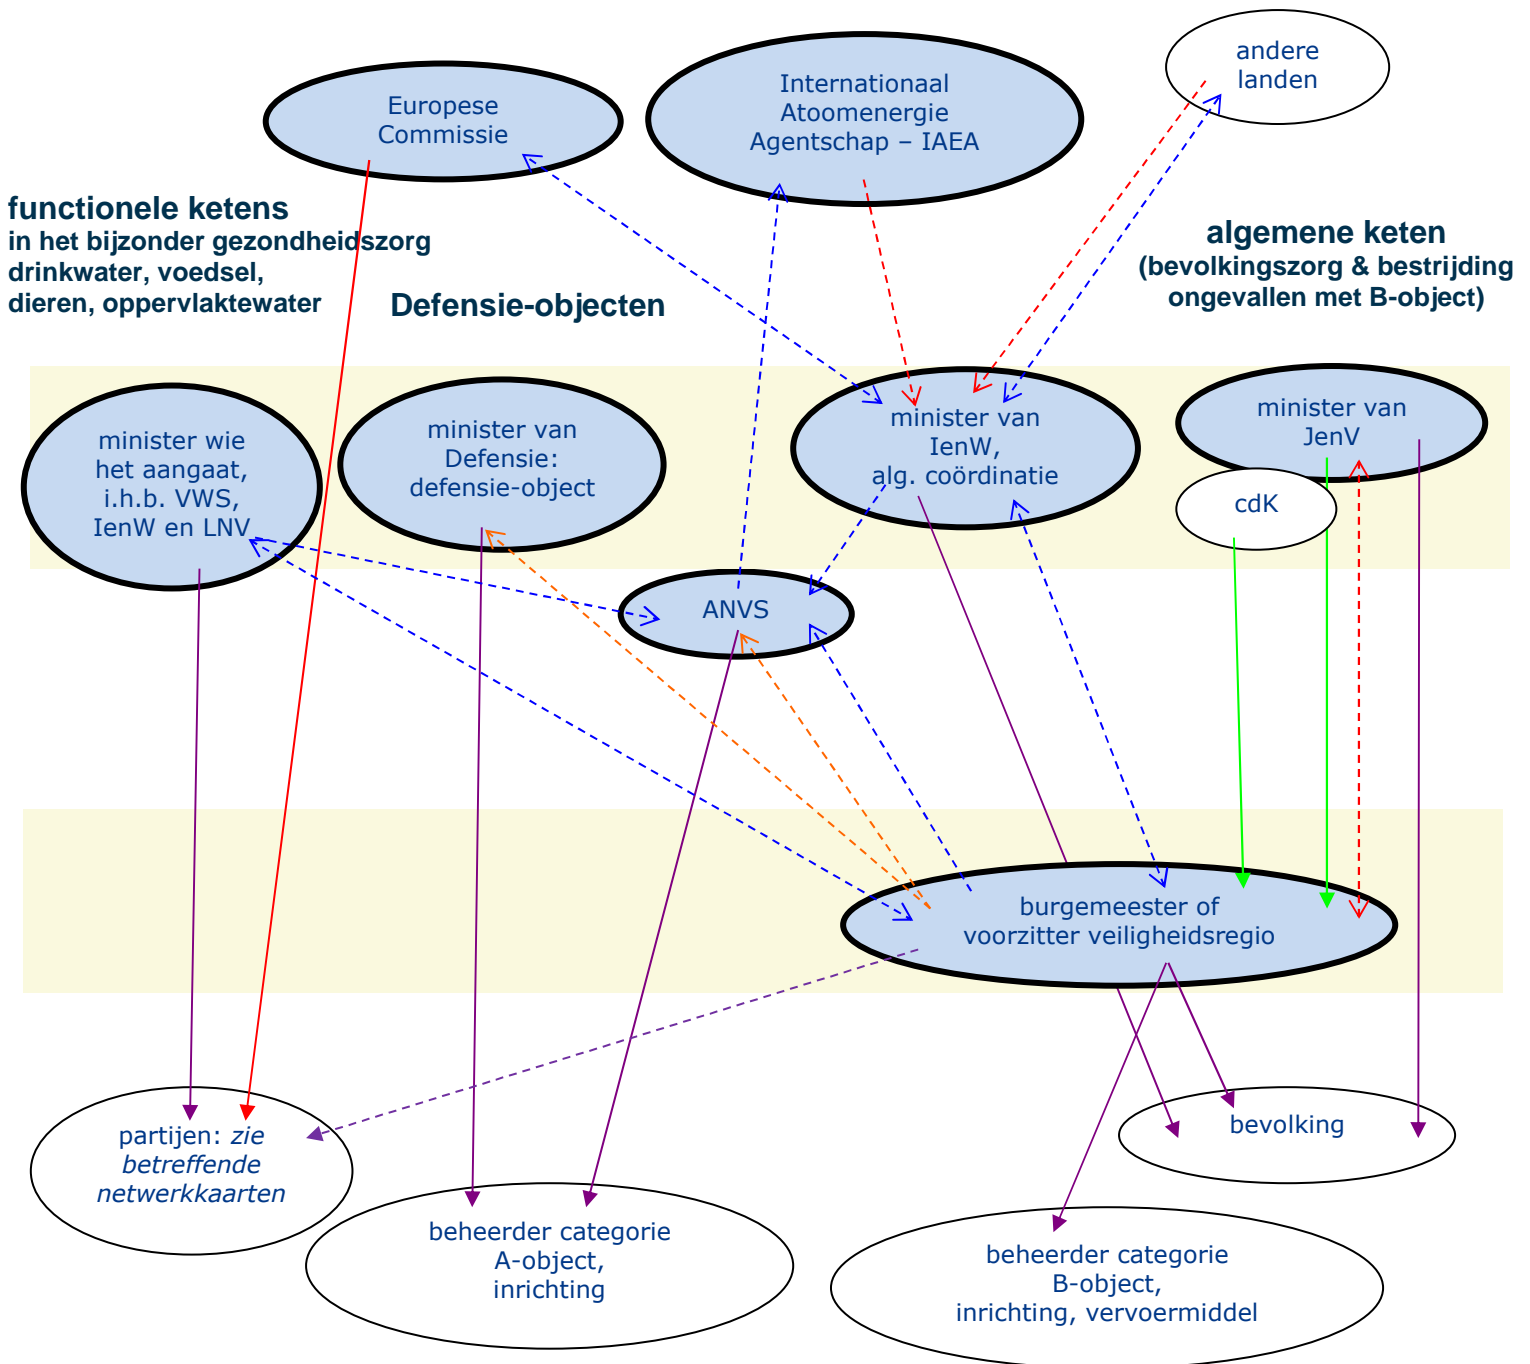 Europese
Commissie
Internationaal
Atoomenergie
Agentschap – IAEA
andere
landen
functionele ketens
in het bijzonder gezondheidszorg
drinkwater, voedsel,
dieren, oppervlaktewater
Defensie-objecten
algemene keten
(bevolkingszorg & bestrijding
ongevallen met B-object)
minister wie
het aangaat,
i.h.b. VWS,
IenW en LNV
minister van
Defensie:
defensie-object
minister van
IenW,
alg. coördinatie
minister van
JenV
cdK
ANVS
burgemeester of
voorzitter veiligheidsregio
partijen: zie
betreffende
netwerkkaarten
beheerder categorie
A-object,
inrichting
beheerder categorie
B-object,
inrichting, vervoermiddel
bevolking